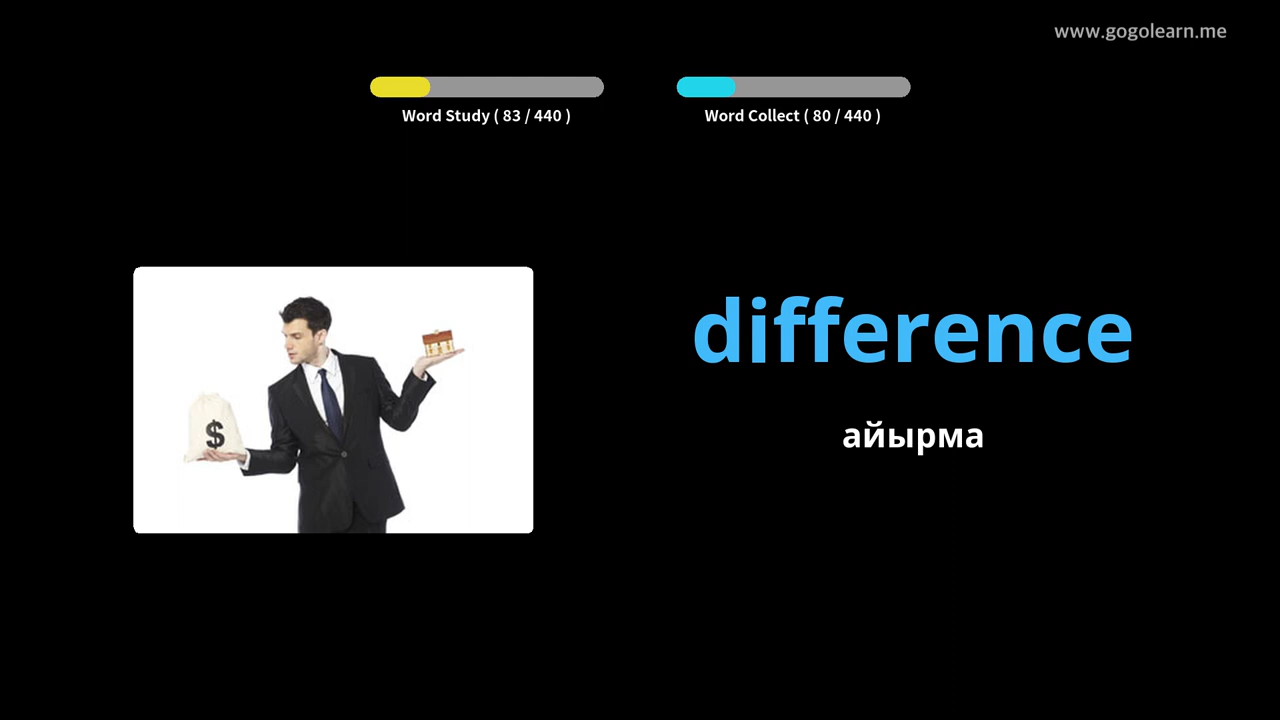 www.gogolearn.me
Word Study ( 83 / 440 )
Word Collect ( 80 / 440 )
$
difference
айырма